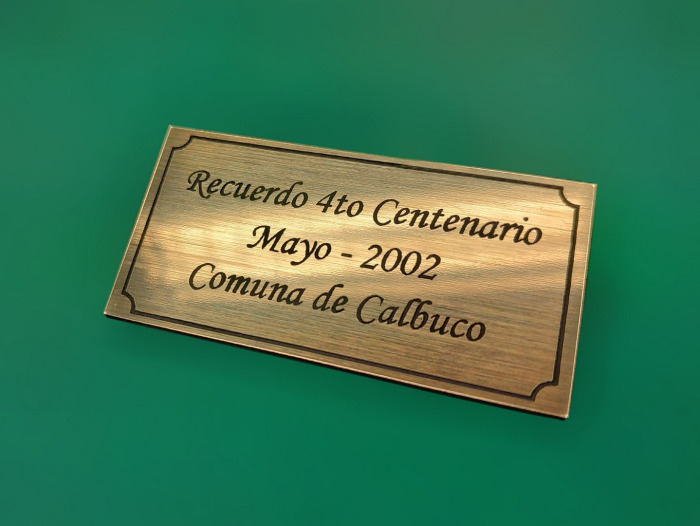 Recuerdo 4to Centenario
Mayo - 2002
Comuna de Calbuco